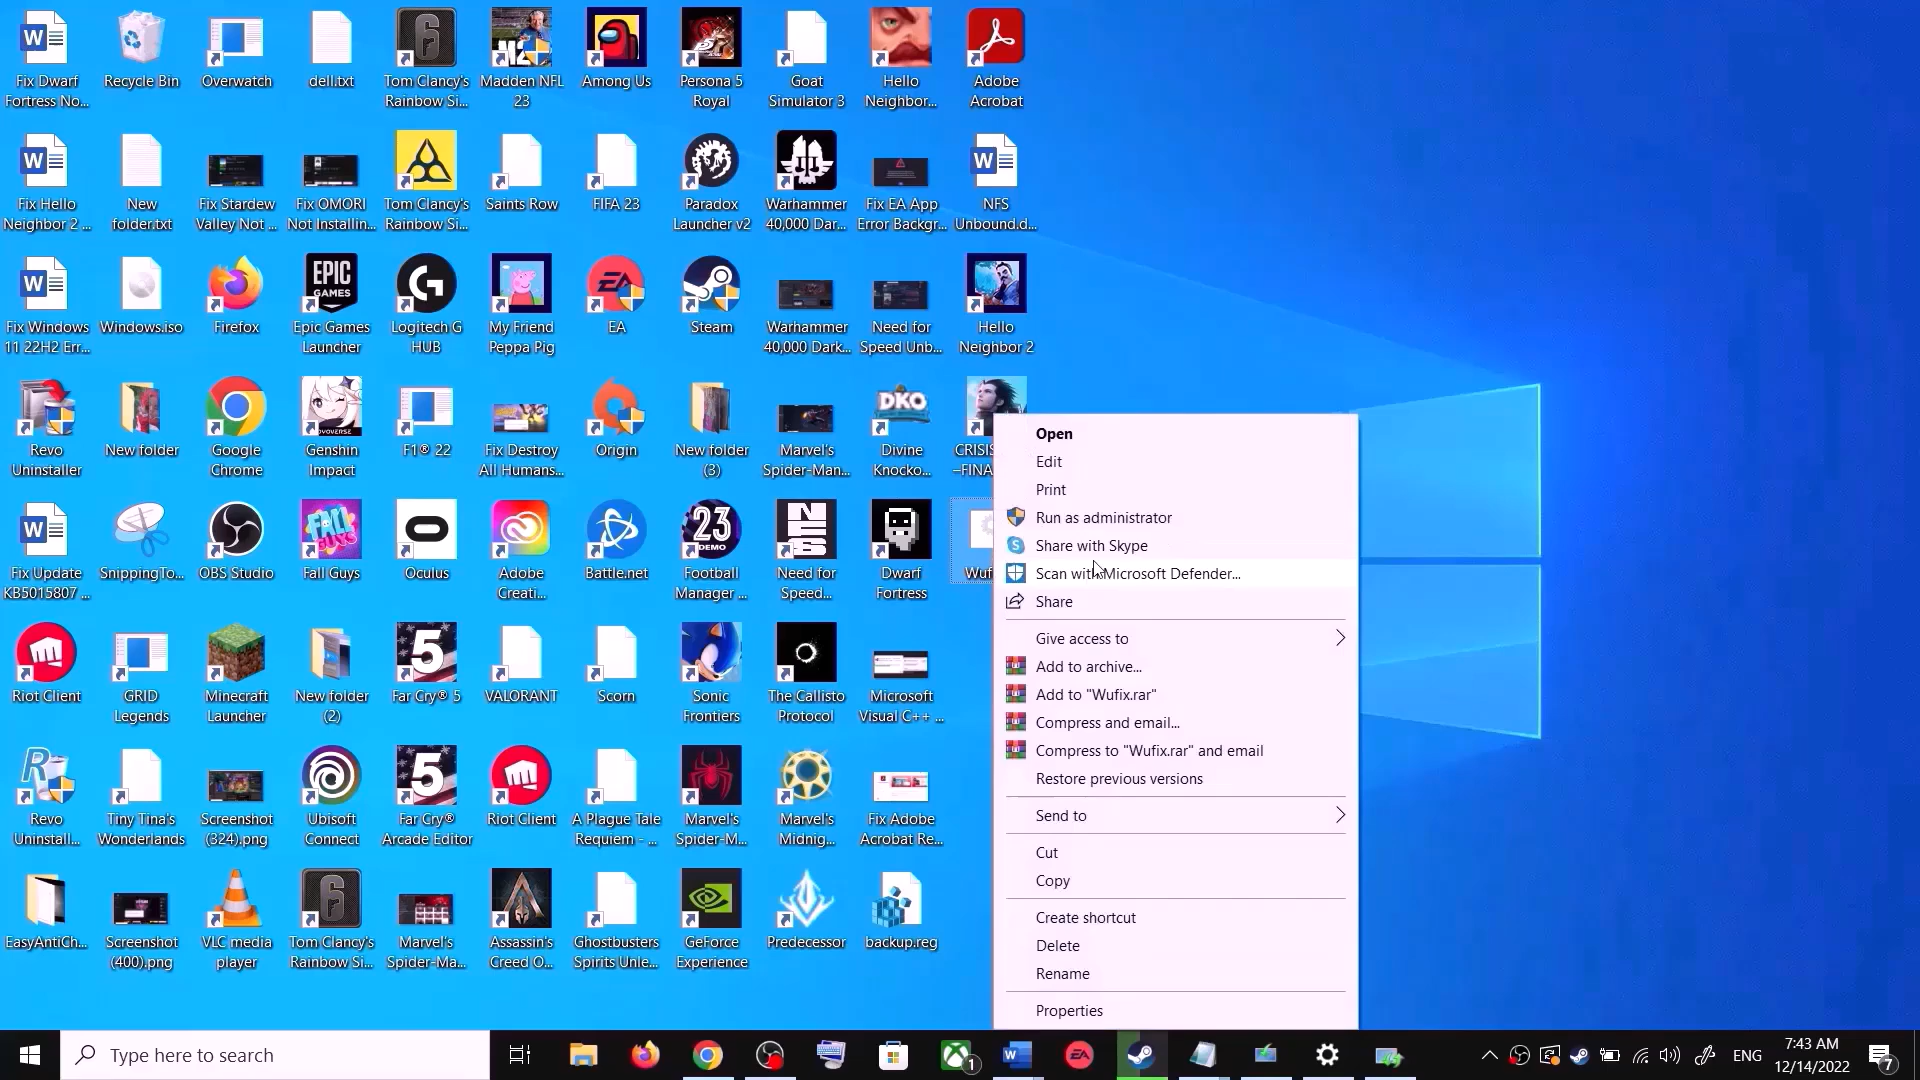 Fix Dwarf
Fortress No...
Recycle Bin
Overwatch
dell.txt
Tom Clancy's
Rainbow Si...
Madden NFL
23
Among Us
Persona 5
Royal
Goat
Simulator 3
Hello
Neighbor...
Adobe
Acrobat
Fix Hello
Neighbor 2 ...
New
folder.txt
Fix Stardew
Valley Not ...
Fix OMORI
Not Installin...
Tom Clancy's
Rainbow Si...
Saints Row
FIFA 23
Paradox
Launcher v2
Warhammer
40,000 Dar...
Fix EA App
Error Backgr...
NFS
Unbound.d...
Fix Windows
11 22H2 Err...
Windows.iso
Firefox
EPIC
GAMES
Epic Games
Launcher
Logitech G
HUB
My Friend
Peppa Pig
EA
Steam
Warhammer
40,000 Dark...
Need for
Speed Unb...
Hello
Neighbor 2
Revo
Uninstaller
New folder
Google
Chrome
Genshin
Impact
F1® 22
Fix Destroy
All Humans...
Origin
New folder
(3)
Marvel's
Spider-Man...
DKO
Divine
Knocko...
CRISIS
–FINA
Fix Update
KB5015807 ...
SnippingTo...
OBS Studio
FALL
GUYS
Fall Guys
Oculus
Adobe
Creati...
Battle.net
23
DEMO
Football
Manager ...
Need for
Speed...
Dwarf
Fortress
Wuf
Riot Client
GRID
Legends
Minecraft
Launcher
New folder
(2)
5
Far Cry® 5
VALORANT
Scorn
Sonic
Frontiers
The Callisto
Protocol
Microsoft
Visual C++ ...
Revo
Uninstall...
Tiny Tina's
Wonderlands
Screenshot
(324).png
Ubisoft
Connect
5
Far Cry®
Arcade Editor
Riot Client
A Plague Tale
Requiem - ...
Marvel's
Spider-M...
Marvel's
Midnig...
Fix Adobe
Acrobat Re...
EasyAntiCh...
Screenshot
(400).png
VLC media
player
Tom Clancy's
Rainbow Si...
Marvel's
Spider-Ma...
Assassin's
Creed O...
Ghostbusters
Spirits Unle...
GeForce
Experience
Predecessor
backup.reg
Open
Edit
Print
Run as administrator
Share with Skype
Scan with Microsoft Defender...
Share
Give access to
Add to archive...
Add to "Wufix.rar"
Compress and email...
Compress to "Wufix.rar" and email
Restore previous versions
Send to
Cut
Copy
Create shortcut
Delete
Rename
Properties
Type here to search
1
ENG
7:43 AM
12/14/2022
7